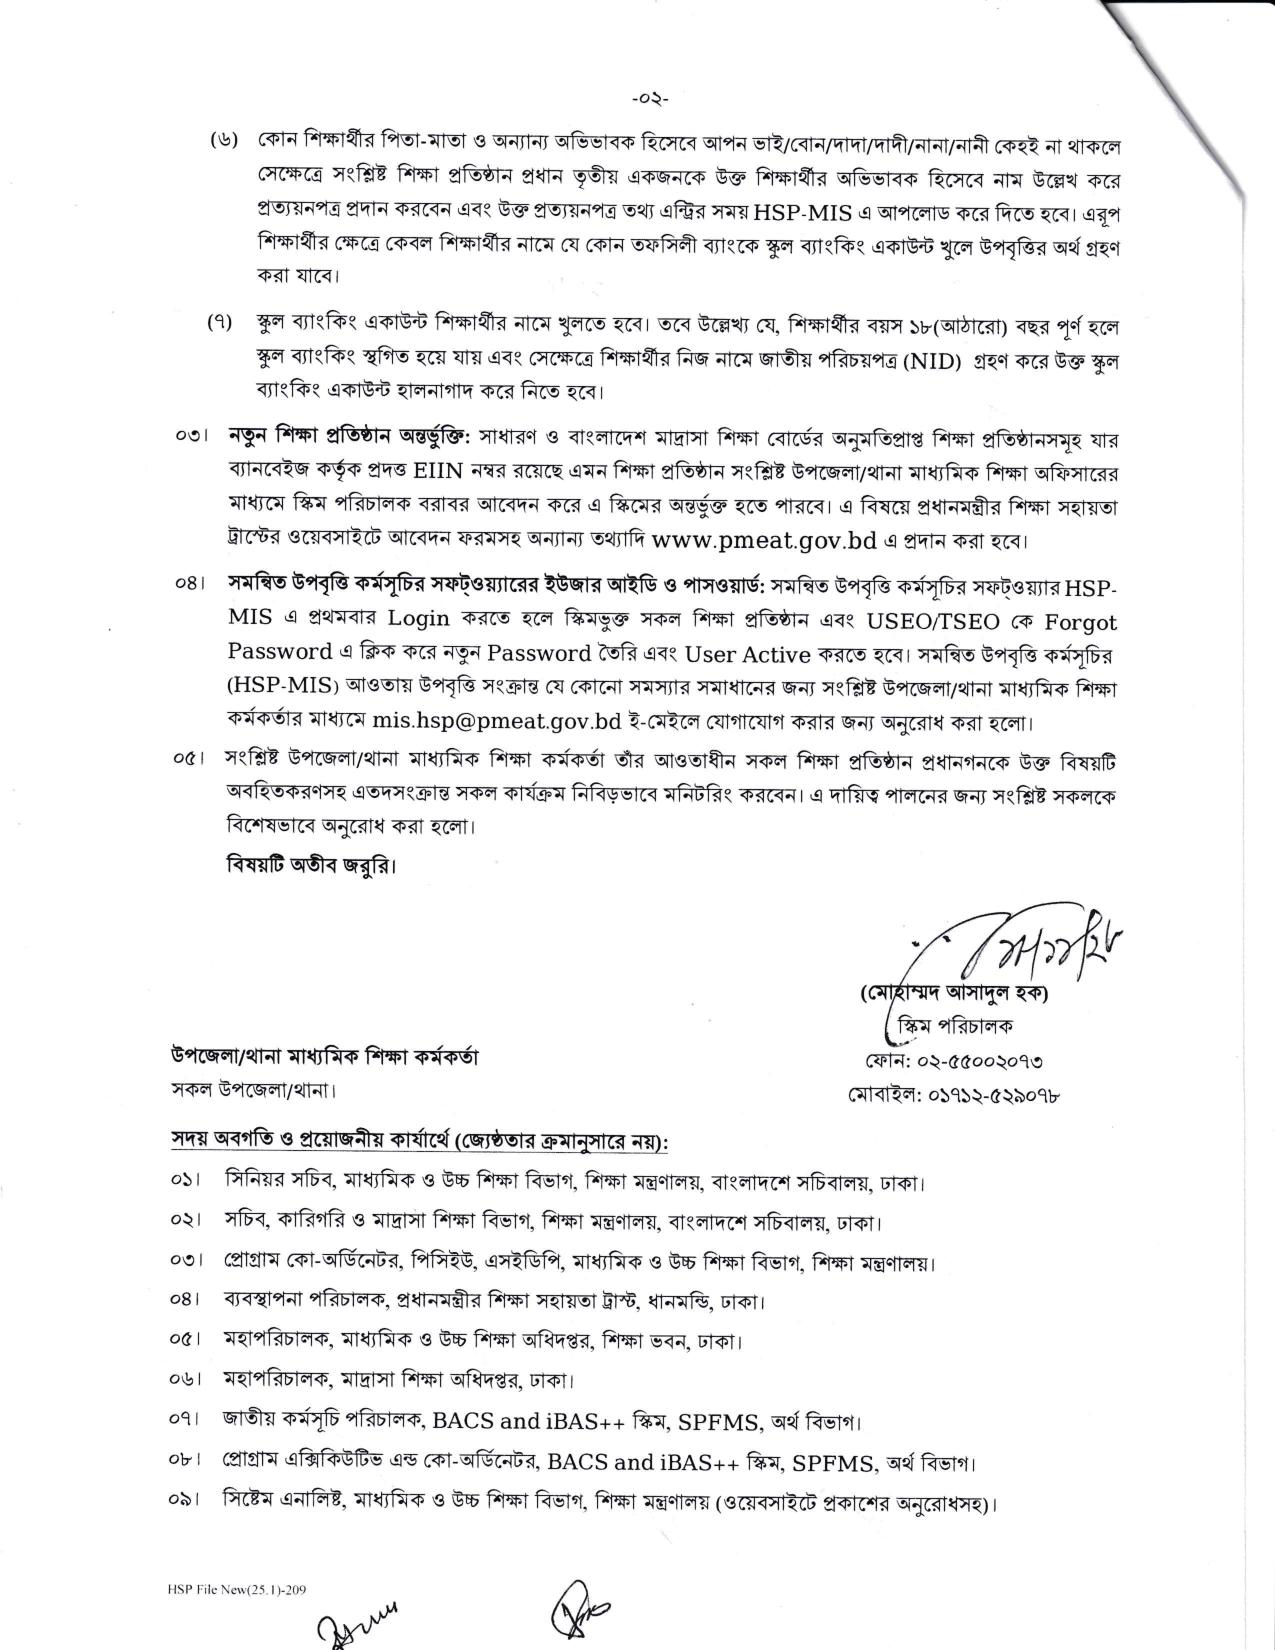 -০২-
(৬) কোন শিক্ষার্থীর পিতা-মাতা ও অন্যান্য অভিভাবক হিসেবে আপন ভাই/বোন/দাদা/দাদী/নানা/নানী কেহই না থাকলে
সেক্ষেত্রে সংশ্লিষ্ট শিক্ষা প্রতিষ্ঠান প্রধান তৃতীয় একজনকে উক্ত শিক্ষার্থীর অভিভাবক হিসেবে নাম উল্লেখ করে
প্রত্যয়নপত্র প্রদান করবেন এবং উক্ত প্রত্যয়নপত্র তথ্য এন্ট্রির সময় HSP-MIS এ আপলোড করে দিতে হবে। এরূপ
শিক্ষার্থীর ক্ষেত্রে কেবল শিক্ষার্থীর নামে যে কোন তফসিলী ব্যাংকে স্কুল ব্যাংকিং একাউন্ট খুলে উপবৃত্তির অর্থ গ্রহণ
করা যাবে।
(৭) স্কুল ব্যাংকিং একাউন্ট শিক্ষার্থীর নামে খুলতে হবে। তবে উল্লেখ্য যে, শিক্ষার্থীর বয়স ১৮(আঠারো) বছর পূর্ণ হলে
স্কুল ব্যাংকিং স্থগিত হয়ে যায় এবং সেক্ষেত্রে শিক্ষার্থীর নিজ নামে জাতীয় পরিচয়পত্র (NID) গ্রহণ করে উক্ত স্কুল
ব্যাংকিং একাউন্ট হালনাগাদ করে নিতে হবে।
০৩। নতুন শিক্ষা প্রতিষ্ঠান অন্তর্ভুক্তি: সাধারণ ও বাংলাদেশ মাদ্রাসা শিক্ষা বোর্ডের অনুমতিপ্রাপ্ত শিক্ষা প্রতিষ্ঠানসমূহ যার
ব্যানবেইজ কর্তৃক প্রদত্ত EIIN নম্বর রয়েছে এমন শিক্ষা প্রতিষ্ঠান সংশ্লিষ্ট উপজেলা/থানা মাধ্যমিক শিক্ষা অফিসারের
মাধ্যমে স্কিম পরিচালক বরাবর আবেদন করে এ স্কিমের অন্তর্ভুক্ত হতে পারবে। এ বিষয়ে প্রধানমন্ত্রীর শিক্ষা সহায়তা
ট্রাস্টের ওয়েবসাইটে আবেদন ফরমসহ অন্যান্য তথ্যাদি www.pmeat.gov.bd এ প্রদান করা হবে।
০৪। সমন্বিত উপবৃত্তি কর্মসূচির সফট্ওয়্যারের ইউজার আইডি ও পাসওয়ার্ড: সমন্বিত উপবৃত্তি কর্মসূচির সফট্ওয়্যার HSP-
MIS এ প্রথমবার Login করতে হলে স্কিমভুক্ত সকল শিক্ষা প্রতিষ্ঠান এবং USEO/TSEO কে Forgot
Password এ ক্লিক করে নতুন Password তৈরি এবং User Active করতে হবে। সমন্বিত উপবৃত্তি কর্মসূচির
(HSP-MIS) আওতায় উপবৃত্তি সংক্রান্ত যে কোনো সমস্যার সমাধানের জন্য সংশ্লিষ্ট উপজেলা/থানা মাধ্যমিক শিক্ষা
কর্মকর্তার মাধ্যমে mis.hsp@pmeat.gov.bd ই-মেইলে যোগাযোগ করার জন্য অনুরোধ করা হলো।
০৫। সংশ্লিষ্ট উপজেলা/থানা মাধ্যমিক শিক্ষা কর্মকর্তা তাঁর আওতাধীন সকল শিক্ষা প্রতিষ্ঠান প্রধানগনকে উক্ত বিষয়টি
অবহিতকরণসহ এতদসংক্রান্ত সকল কার্যক্রম নিবিড়ভাবে মনিটরিং করবেন। এ দায়িত্ব পালনের জন্য সংশ্লিষ্ট সকলকে
বিশেষভাবে অনুরোধ করা হলো।
বিষয়টি অতীব জরুরি।
(মোহাম্মদ আসাদুল হক)
স্কিম পরিচালক
ফোন: ০২-৫৫০০২০৭৩
মোবাইল: ০১৭১২-৫২৯০৭৮
উপজেলা/থানা মাধ্যমিক শিক্ষা কর্মকর্তা
সকল উপজেলা/থানা।
সদয় অবগতি ও প্রয়োজনীয় কার্যার্থে (জ্যেষ্ঠতার ক্রমানুসারে নয়):
০১। সিনিয়র সচিব, মাধ্যমিক ও উচ্চ শিক্ষা বিভাগ, শিক্ষা মন্ত্রণালয়, বাংলাদশে সচিবালয়, ঢাকা।
০২। সচিব, কারিগরি ও মাদ্রাসা শিক্ষা বিভাগ, শিক্ষা মন্ত্রণালয়, বাংলাদশে সচিবালয়, ঢাকা।
০৩। প্রোগ্রাম কো-অর্ডিনেটর, পিসিইউ, এসইডিপি, মাধ্যমিক ও উচ্চ শিক্ষা বিভাগ, শিক্ষা মন্ত্রণালয়।
০৪। ব্যবস্থাপনা পরিচালক, প্রধানমন্ত্রীর শিক্ষা সহায়তা ট্রাস্ট, ধানমন্ডি, ঢাকা।
০৫। মহাপরিচালক, মাধ্যমিক ও উচ্চ শিক্ষা অধিদপ্তর, শিক্ষা ভবন, ঢাকা।
০৬। মহাপরিচালক, মাদ্রাসা শিক্ষা অধিদপ্তর, ঢাকা।
০৭। জাতীয় কর্মসূচি পরিচালক, BACS and iBAS++ স্কিম, SPFMS, অর্থ বিভাগ।
০৮। প্রোগ্রাম এক্সিকিউটিভ এন্ড কো-অর্ডিনেটর, BACS and iBAS++ স্কিম, SPFMS, অর্থ বিভাগ।
০৯। সিষ্টেম এনালিষ্ট, মাধ্যমিক ও উচ্চ শিক্ষা বিভাগ, শিক্ষা মন্ত্রণালয় (ওয়েবসাইটে প্রকাশের অনুরোধসহ)।
HSP File New(25.1)-209